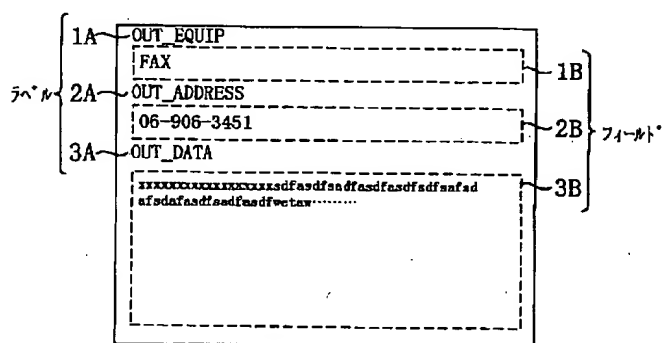 1A OUT_EQUIP
FAX 1B
ラベル 2A OUT_ADDRESS
06-906-3451 2B フィールド
3A OUT_DATA
3B